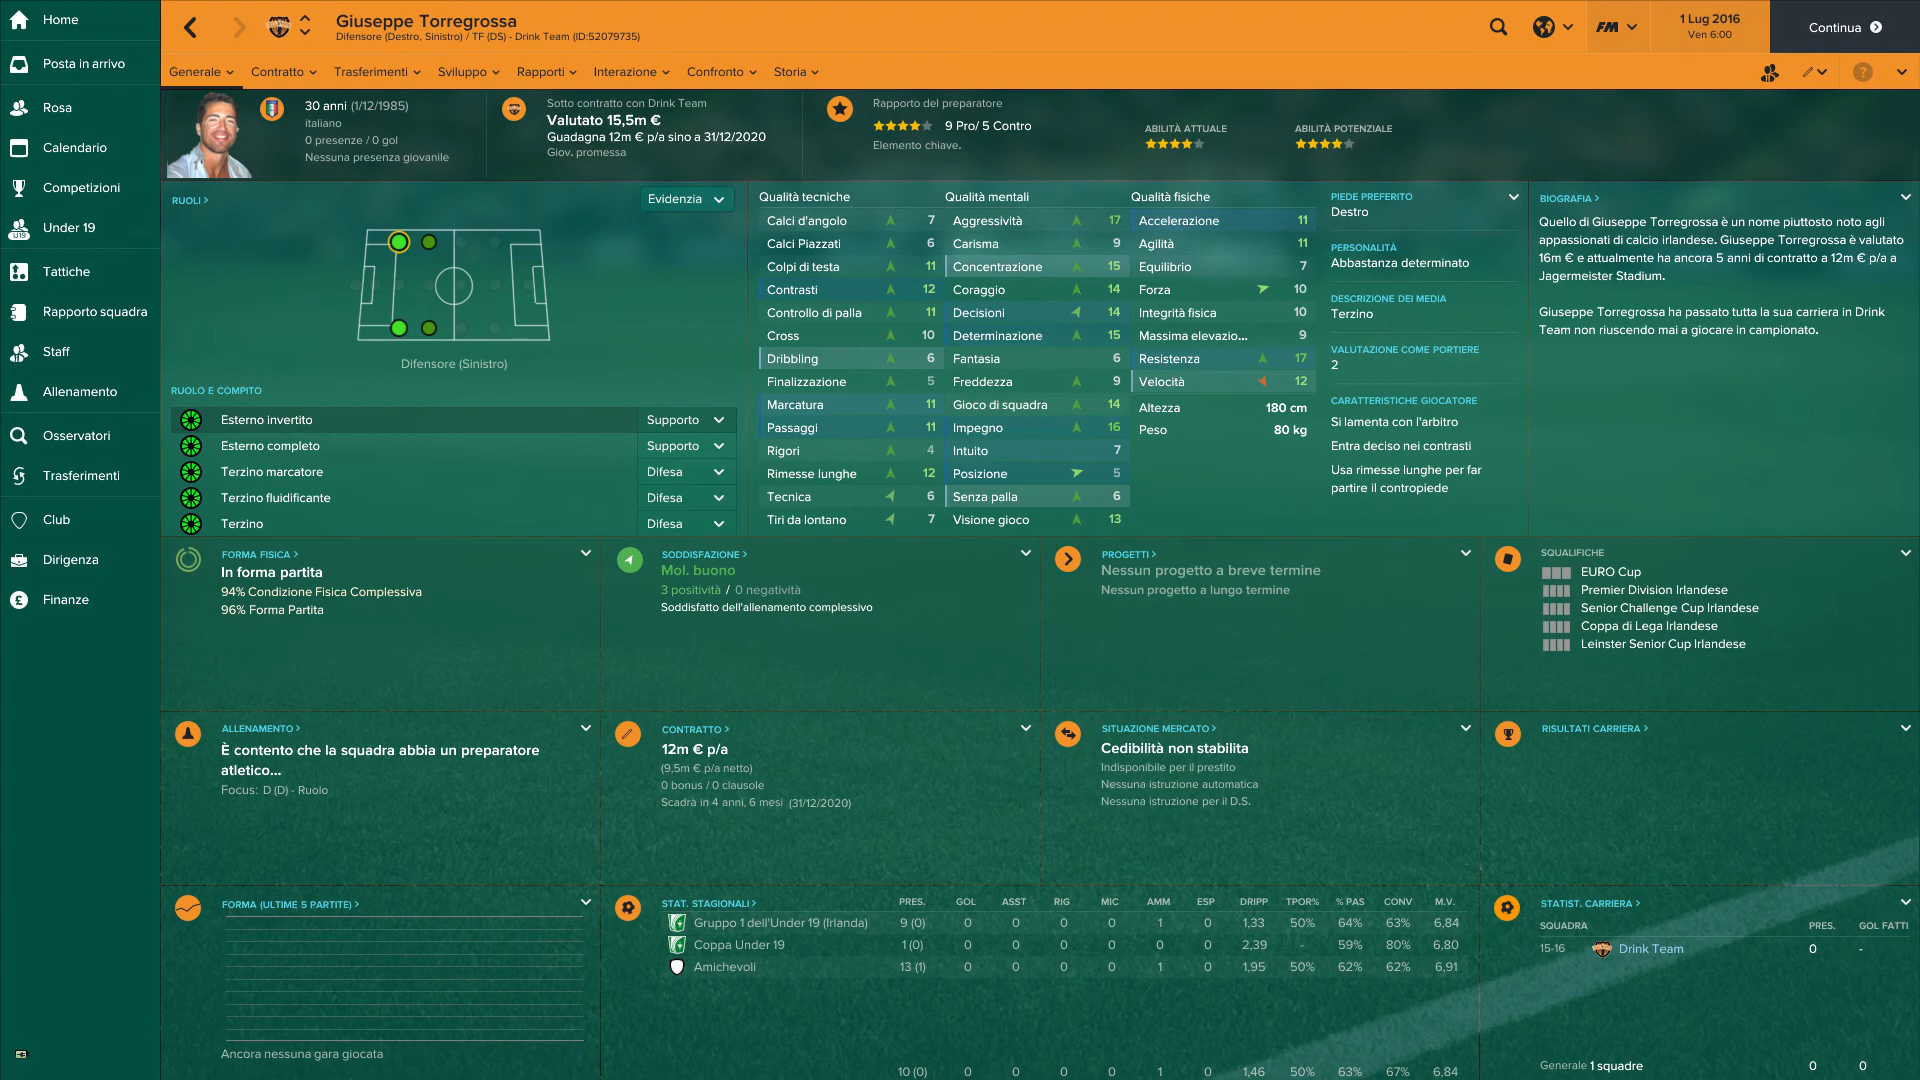 Home
Posta in arrivo
Rosa
Calendario
Competizioni
U19
Under 19
Tattiche
Rapporto squadra
Staff
Allenamento
Osservatori
Trasferimenti
Club
Dirigenza
Finanze
Giuseppe Torregrossa
Difensore (Destro, Sinistro) / TF (DS) - Drink Team (ID:52079735)
FM
1 Lug 2016
Ven 6:00
Continua
Generale
Contratto
Trasferimenti
Sviluppo
Rapporti
Interazione
Confronto
Storia
?
30 anni (1/12/1985)
italiano
0 presenze / 0 gol
Nessuna presenza giovanile
Sotto contratto con Drink Team
Valutato 15,5m €
Guadagna 12m € p/a sino a 31/12/2020
Giov. promessa
Rapporto del preparatore
9 Pro/ 5 Contro
Elemento chiave.
ABILITÀ ATTUALE
ABILITÀ POTENZIALE
RUOLI >
Evidenzia
Difensore (Sinistro)
RUOLO E COMPITO
Esterno invertito Supporto
Esterno completo Supporto
Terzino marcatore Difesa
Terzino fluidificante Difesa
Terzino Difesa
Qualità tecniche
Calci d'angolo 7
Calci Piazzati 6
Colpi di testa 11
Contrasti 12
Controllo di palla 11
Cross 10
Dribbling 6
Finalizzazione 5
Marcatura 11
Passaggi 11
Rigori 4
Rimesse lunghe 12
Tecnica 6
Tiri da lontano 7
Qualità mentali
Aggressività 17
Carisma 9
Concentrazione 15
Coraggio 14
Decisioni 14
Determinazione 15
Fantasia 6
Freddezza 9
Gioco di squadra 14
Impegno 16
Intuito 7
Posizione 5
Senza palla 6
Visione gioco 13
Qualità fisiche
Accelerazione 11
Agilità 11
Equilibrio 7
Forza 10
Integrità fisica 10
Massima elevazio... 9
Resistenza 17
Velocità 12
Altezza 180 cm
Peso 80 kg
PIEDE PREFERITO
Destro
PERSONALITÀ
Abbastanza determinato
DESCRIZIONE DEI MEDIA
Terzino
VALUTAZIONE COME PORTIERE
2
CARATTERISTICHE GIOCATORE
Si lamenta con l'arbitro
Entra deciso nei contrasti
Usa rimesse lunghe per far
partire il contropiede
BIOGRAFIA >
Quello di Giuseppe Torregrossa è un nome piuttosto noto agli
appassionati di calcio irlandese. Giuseppe Torregrossa è valutato
16m € e attualmente ha ancora 5 anni di contratto a 12m € p/a a
Jagermeister Stadium.
Giuseppe Torregrossa ha passato tutta la sua carriera in Drink
Team non riuscendo mai a giocare in campionato.
FORMA FISICA >
In forma partita
94% Condizione Fisica Complessiva
96% Forma Partita
SODDISFAZIONE >
Mol. buono
3 positività / 0 negatività
Soddisfatto dell'allenamento complessivo
PROGETTI >
Nessun progetto a breve termine
Nessun progetto a lungo termine
SQUALIFICHE
EURO Cup
Premier Division Irlandese
Senior Challenge Cup Irlandese
Coppa di Lega Irlandese
Leinster Senior Cup Irlandese
ALLENAMENTO >
È contento che la squadra abbia un preparatore
atletico...
Focus: D (D) - Ruolo
CONTRATTO >
12m € p/a
(9,5m € p/a netto)
0 bonus / 0 clausole
Scadrà in 4 anni, 6 mesi (31/12/2020)
SITUAZIONE MERCATO >
Cedibilità non stabilita
Indisponibile per il prestito
Nessuna istruzione automatica
Nessuna istruzione per il D.S.
RISULTATI CARRIERA >
FORMA (ULTIME 5 PARTITE) >
Ancora nessuna gara giocata
STAT. STAGIONALI > PRES. GOL ASST RIG MIC AMM ESP DRIPP TPOR% % PAS CONV M.V.
Gruppo 1 dell'Under 19 (Irlanda) 9 (0) 0 0 0 0 1 0 1,33 50% 64% 63% 6,84
Coppa Under 19 1 (0) 0 0 0 0 0 0 2,39 - 59% 80% 6,80
Amichevoli 13 (1) 0 0 0 0 1 0 1,95 50% 62% 62% 6,91
10 (0) 0 0 0 0 1 0 1,46 50% 63% 67% 6,84
STATIST. CARRIERA >
SQUADRA PRES. GOL FATTI
15-16 Drink Team 0 -
Generale 1 squadre 0 0